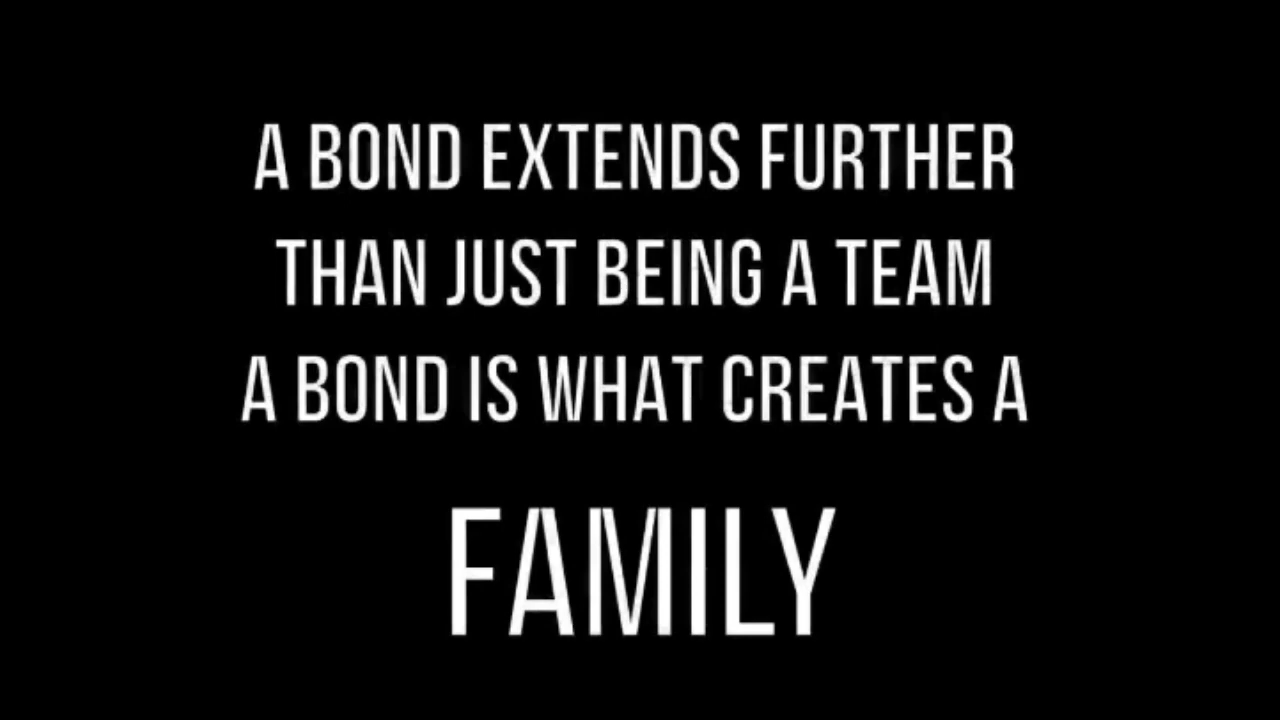 A BOND EXTENDS FURTHER
THAN JUST BEING A TEAM
A BOND IS WHAT CREATES A
FAMILY